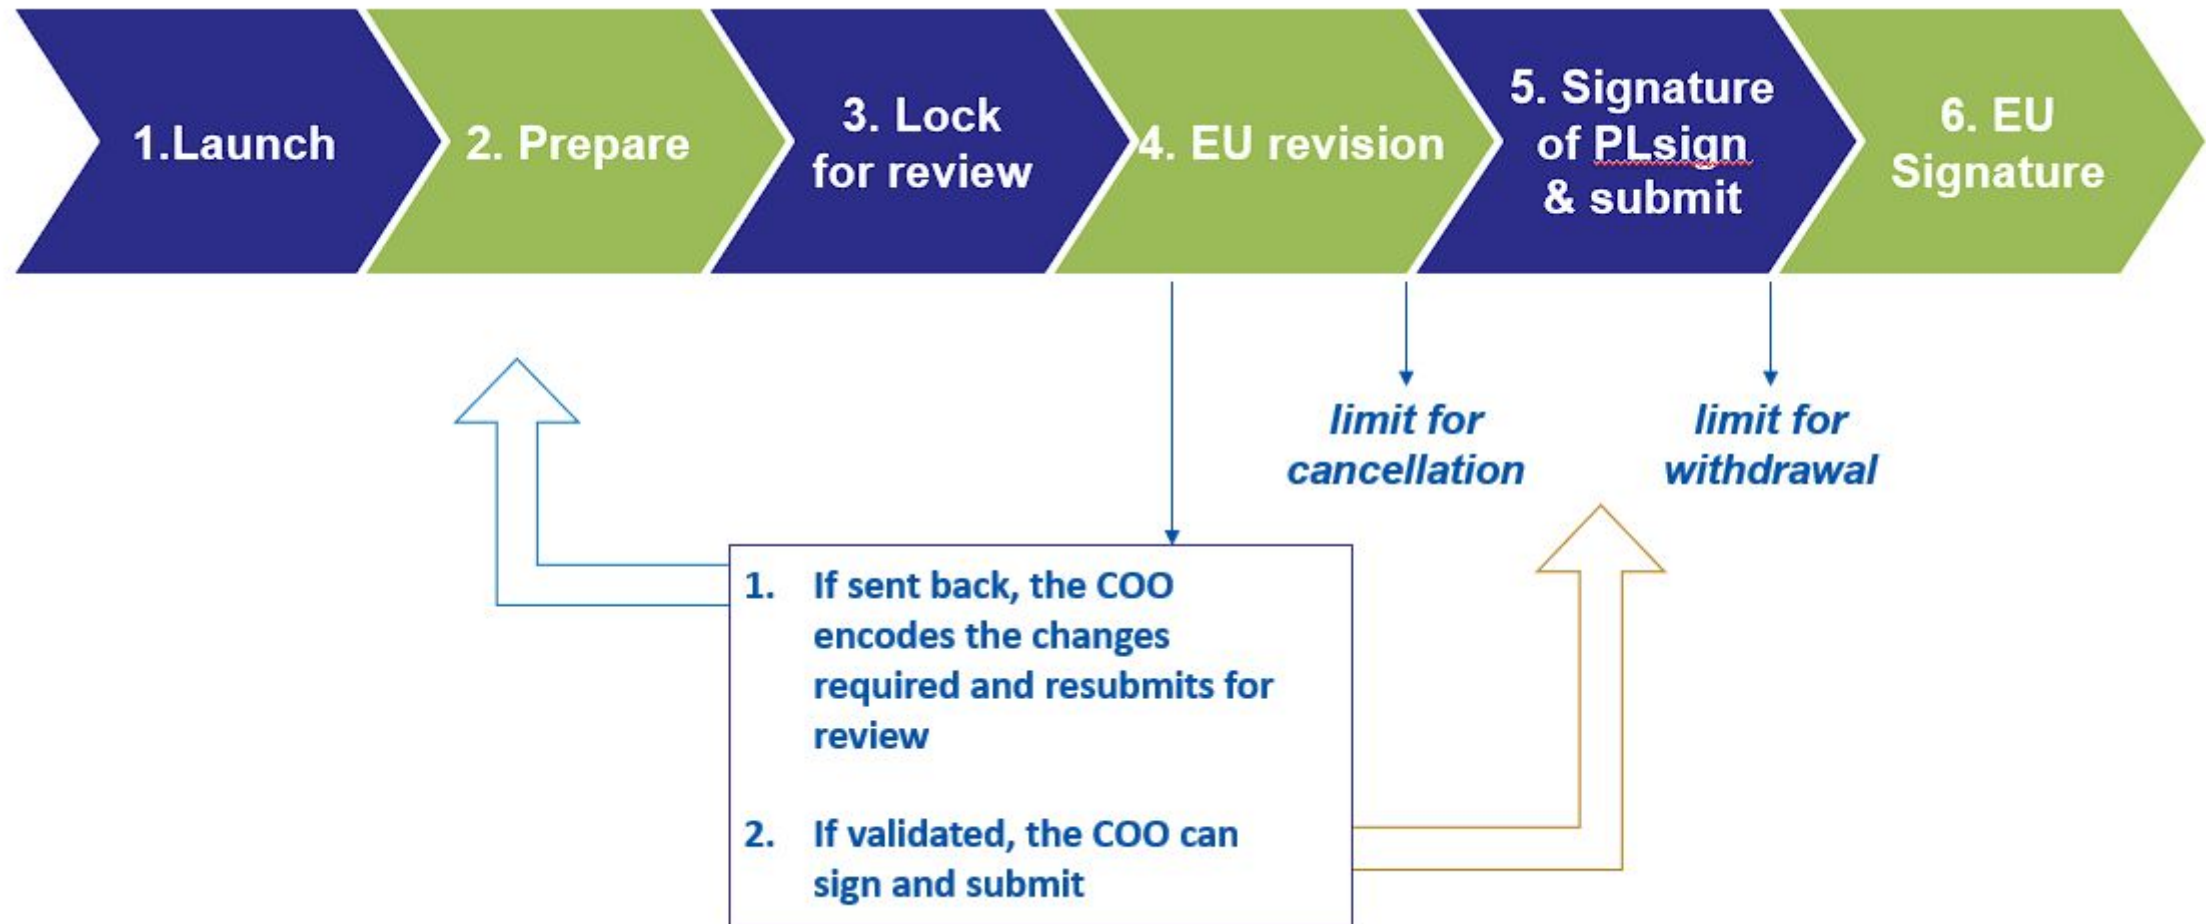 1.Launch
2. Prepare
3. Lock
for review
4. EU revision
5. Signature
of PLsign
& submit
6. EU
Signature
limit for
cancellation
limit for
withdrawal
1. If sent back, the COO
encodes the changes
required and resubmits for
review
2. If validated, the COO can
sign and submit